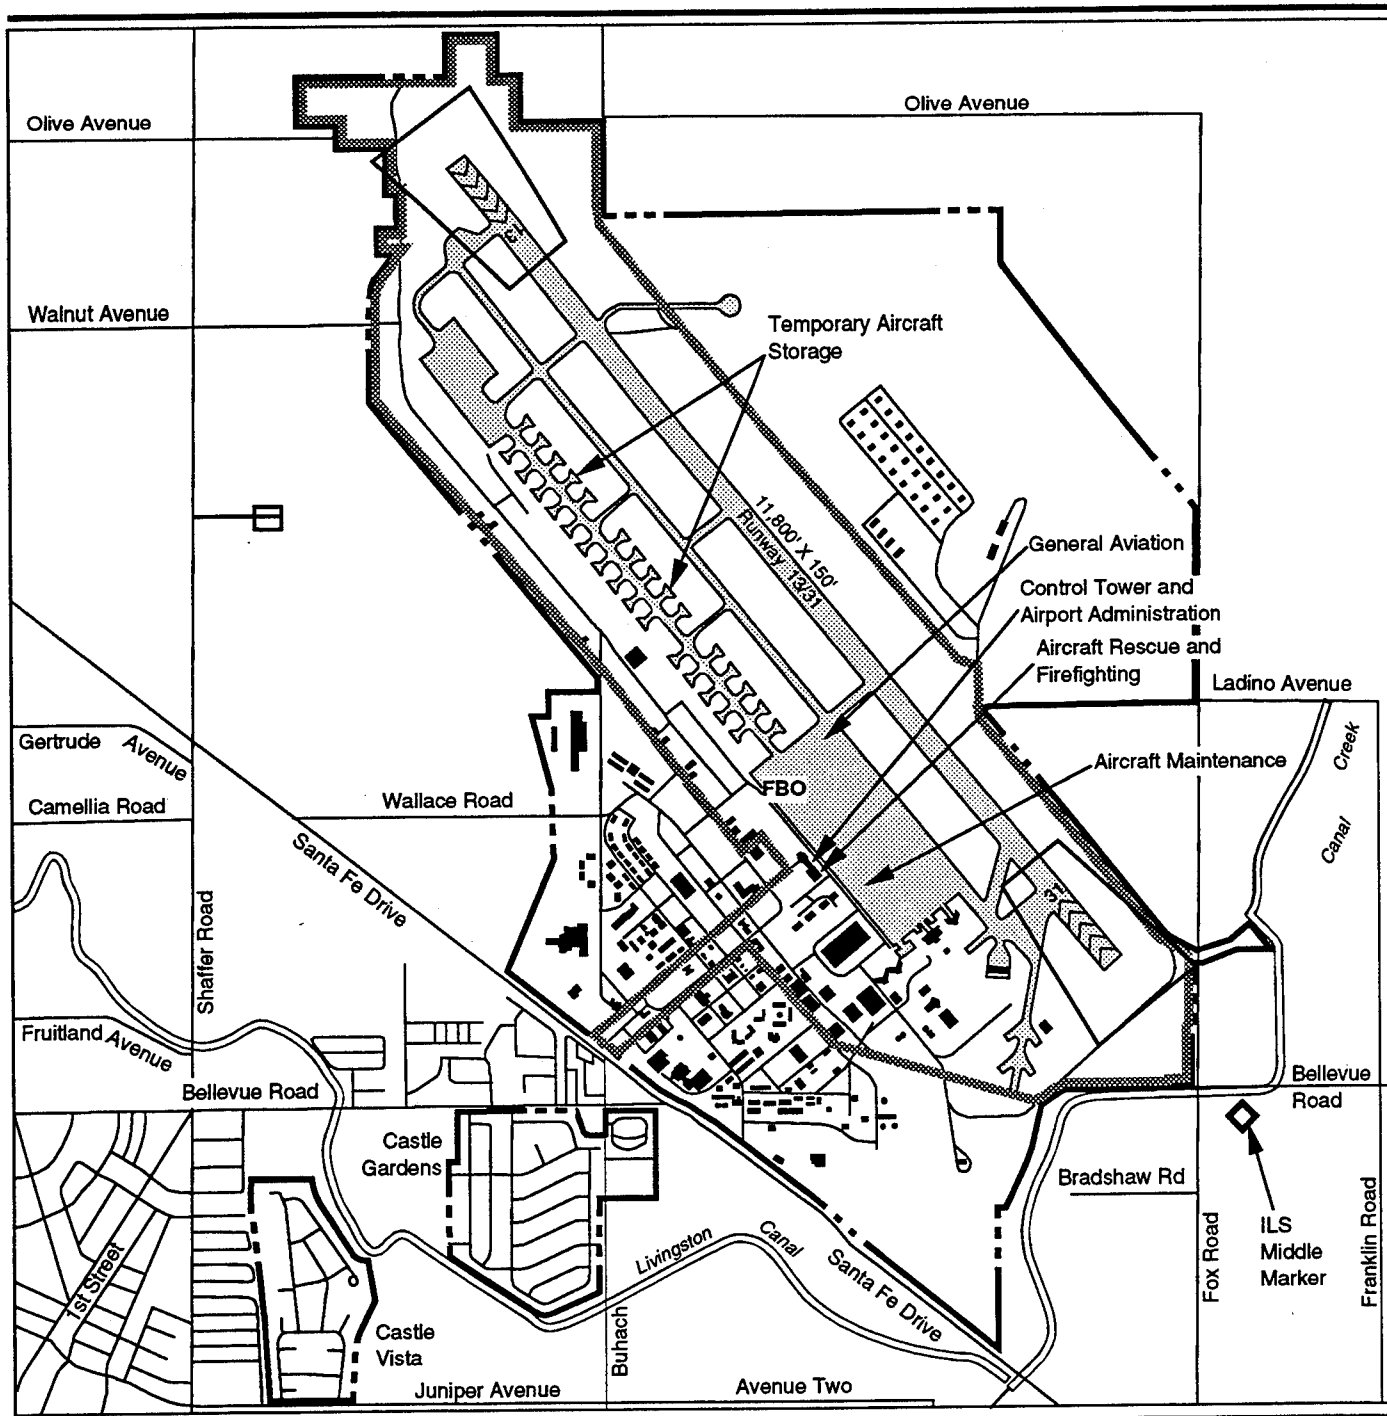 Olive Avenue
Olive Avenue
13
Walnut Avenue
Temporary Aircraft
Storage
11,800' X 150'
Runway 13/31
General Aviation
Control Tower and
Airport Administration
Aircraft Rescue and
Firefighting
Ladino Avenue
Gertrude Avenue
Aircraft Maintenance
Canal Creek
FBO
Camellia Road
Wallace Road
Santa Fe Drive
31
Shaffer Road
Fruitland Avenue
Bellevue Road
Bellevue
Road
Castle
Gardens
Bradshaw Rd
1st Street
Livingston Canal
Santa Fe Drive
Fox Road
ILS
Middle
Marker
Franklin Road
Castle
Vista
Buhach
Juniper Avenue
Avenue Two